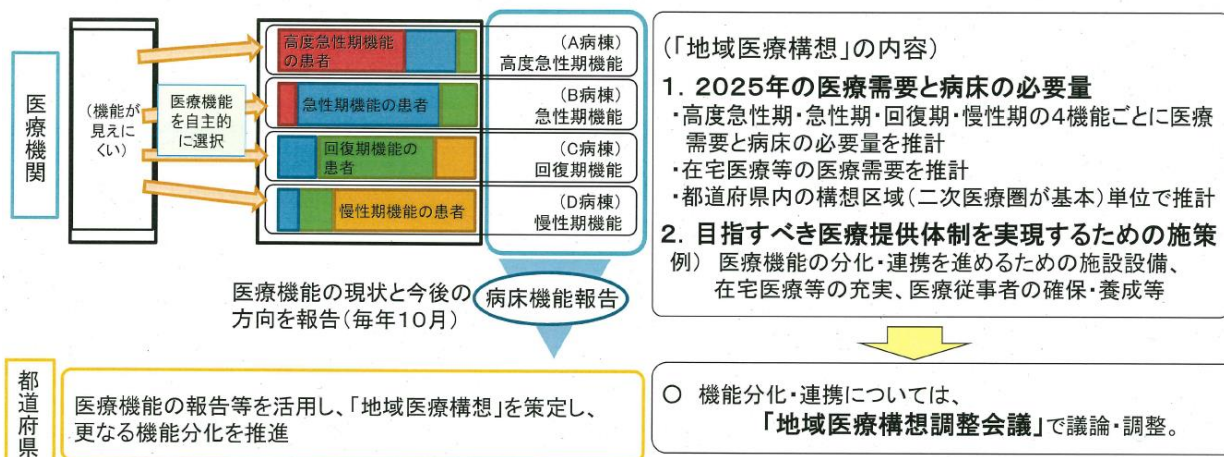 医療機関
(機能が
見えに
くい)
医療機能
を自主的
に選択
高度急性期機能
の患者
急性期機能の患者
回復期機能の
患者
慢性期機能の患者
(A病棟)
高度急性期機能
(B病棟)
急性期機能
(C病棟)
回復期機能
(D病棟)
慢性期機能
医療機能の現状と今後の
方向を報告(毎年10月)
病床機能報告
都道府県
医療機能の報告等を活用し、「地域医療構想」を策定し、
更なる機能分化を推進
(「地域医療構想」の内容)
1. 2025年の医療需要と病床の必要量
・高度急性期・急性期・回復期・慢性期の4機能ごとに医療
需要と病床の必要量を推計
・在宅医療等の医療需要を推計
・都道府県内の構想区域(二次医療圏が基本)単位で推計
2. 目指すべき医療提供体制を実現するための施策
例) 医療機能の分化・連携を進めるための施設設備、
在宅医療等の充実、医療従事者の確保・養成等
○ 機能分化・連携については、
「地域医療構想調整会議」で議論・調整。